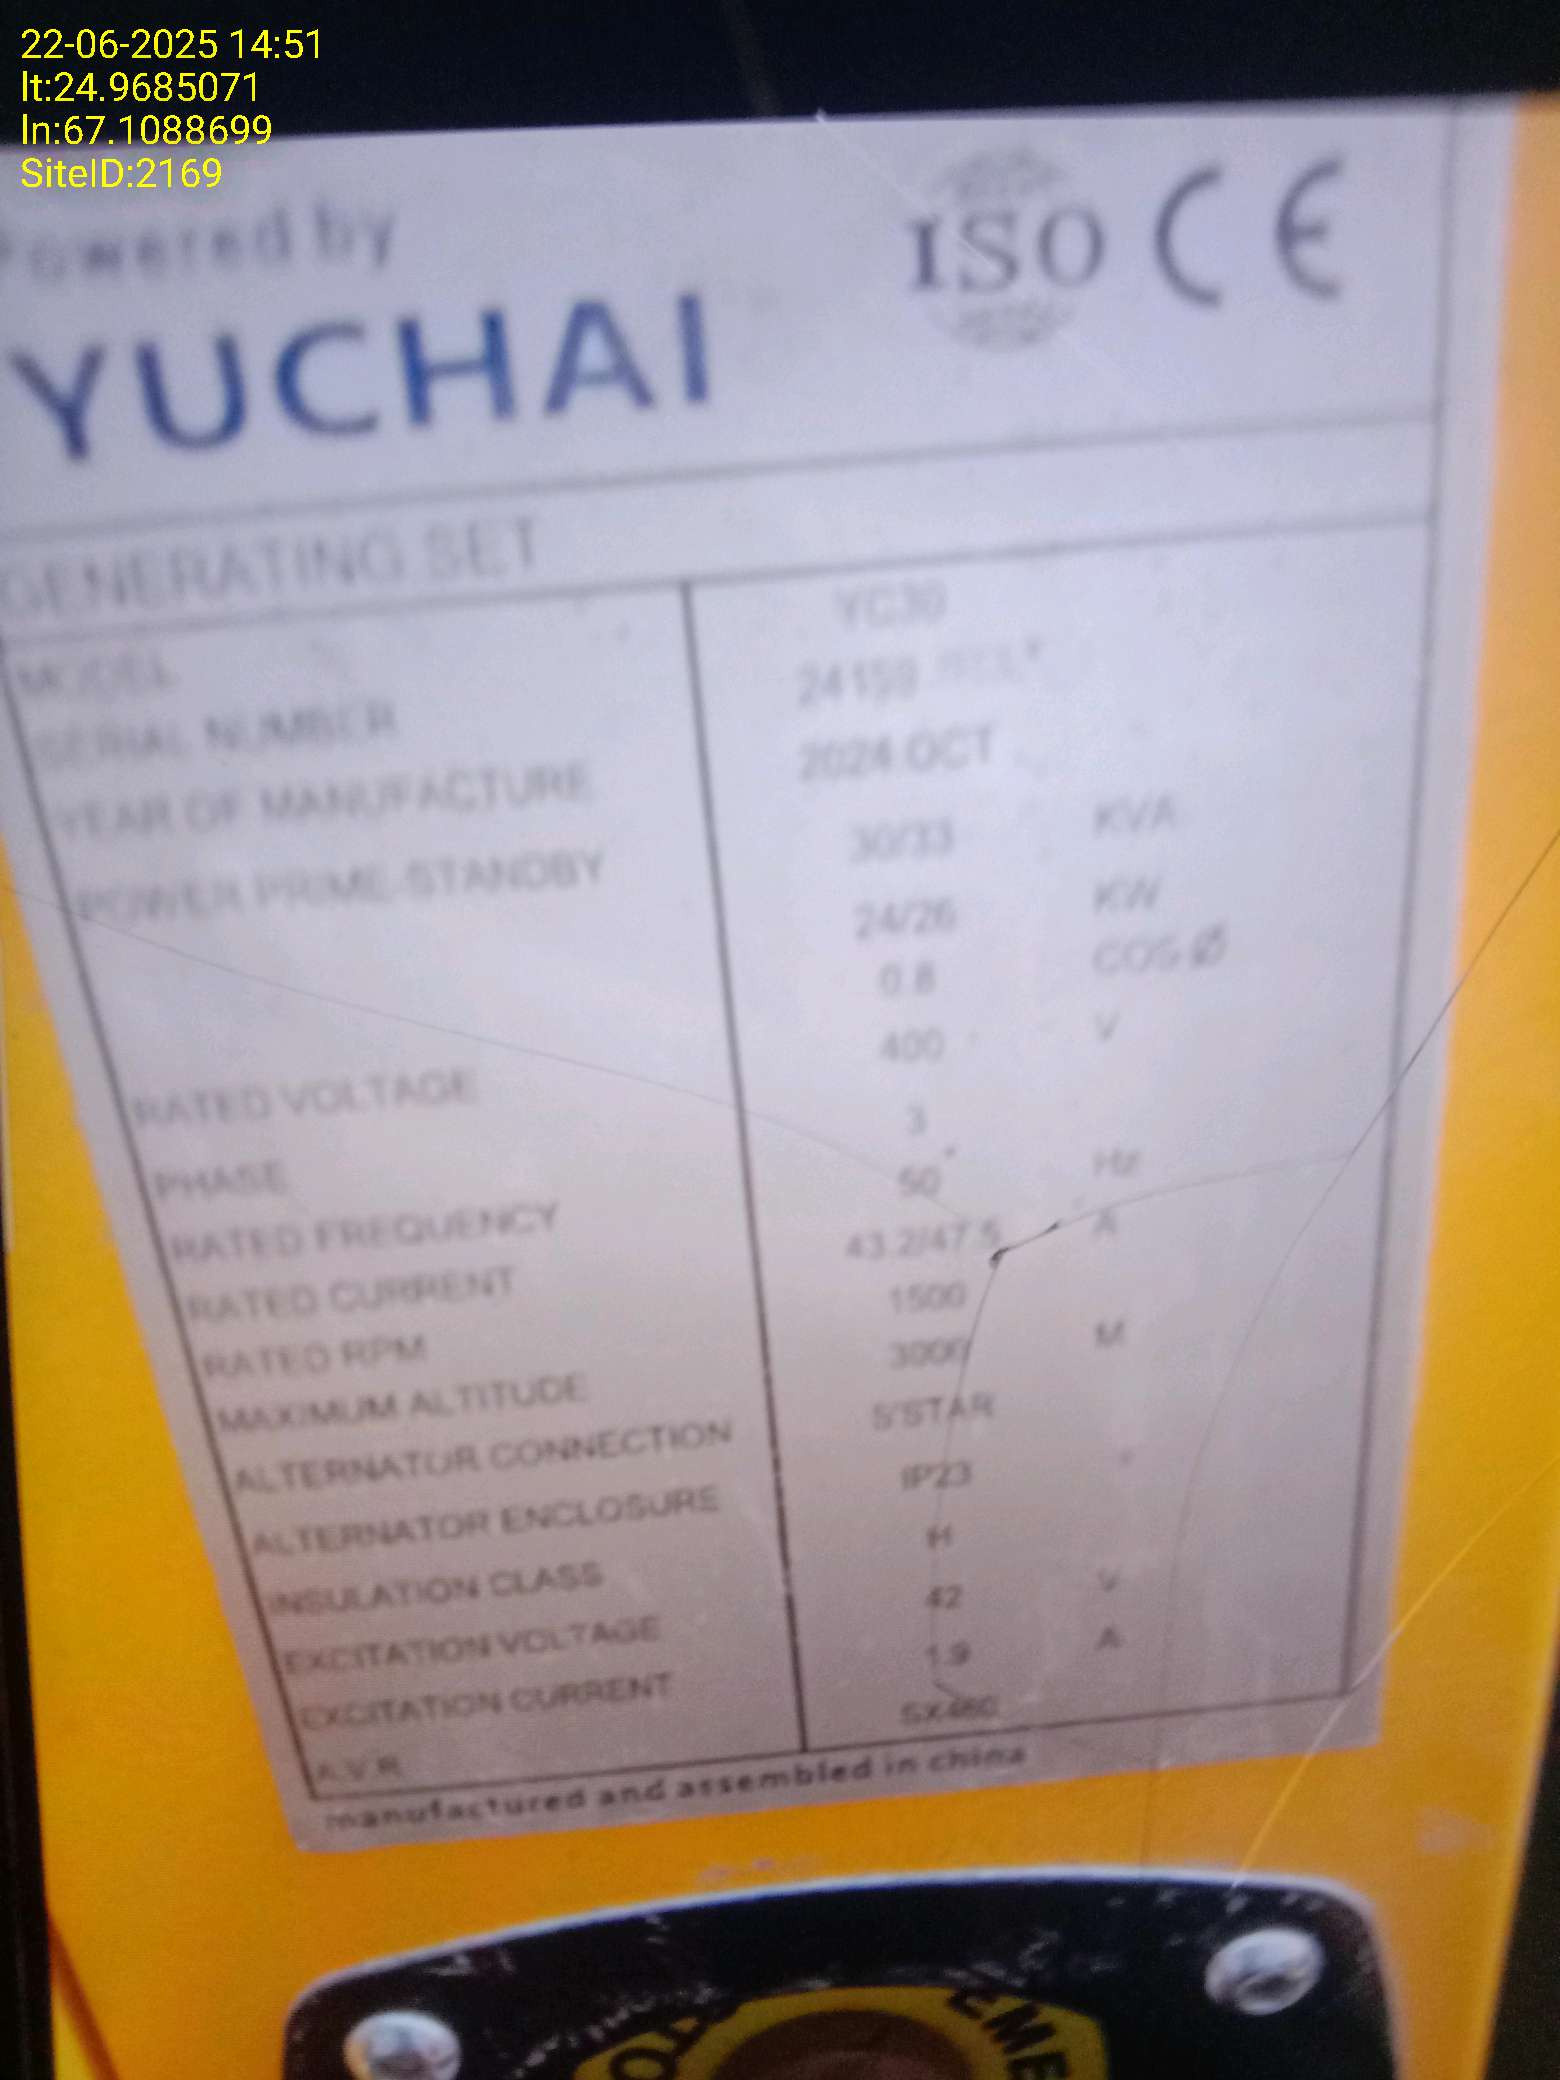 22-06-2025 14:51
lt:24.9685071
ln:67.1088699
SiteID:2169
Powered by
YUCHAI
ISO CE
GENERATING SET
MODEL YC30
SERIAL NUMBER 24159
YEAR OF MANUFACTURE 2024.OCT
POWER PRIME-STANDBY 30/33 KVA
24/26 KW
0.8 COS Ø
RATED VOLTAGE 400 V
PHASE 3
RATED FREQUENCY 50 Hz
RATED CURRENT 43.2/47.5 A
RATED RPM 1500
MAXIMUM ALTITUDE 3000 M
ALTERNATOR CONNECTION S'STAR
ALTERNATOR ENCLOSURE IP23
INSULATION CLASS H
EXCITATION VOLTAGE 42 V
EXCITATION CURRENT 1.9 A
A.V.R SX460
manufactured and assembled in china
EME